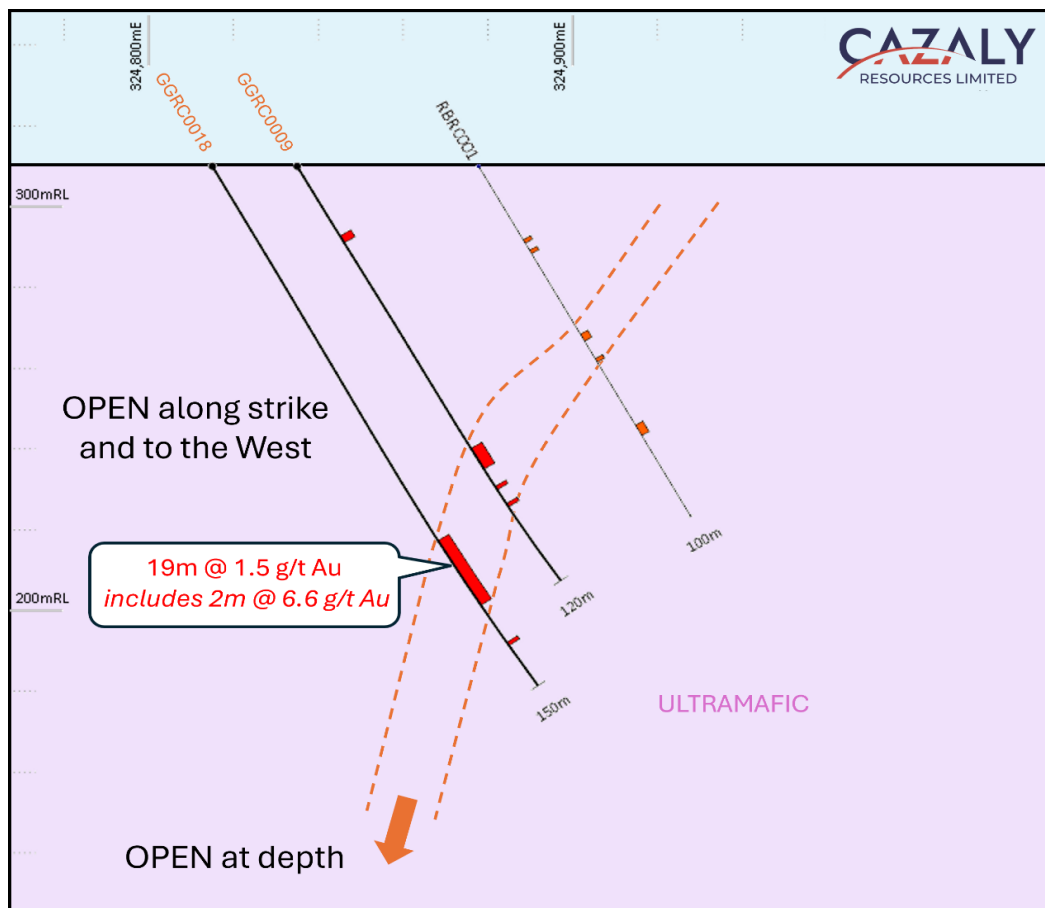 324,800mE
324,900mE
CAZALY
RESOURCES LIMITED
GGRC0018
GGRC0009
RBRC001
300mRL
OPEN along strike
and to the West
19m @ 1.5 g/t Au
includes 2m @ 6.6 g/t Au
200mRL
100m
120m
150m
ULTRAMAFIC
OPEN at depth